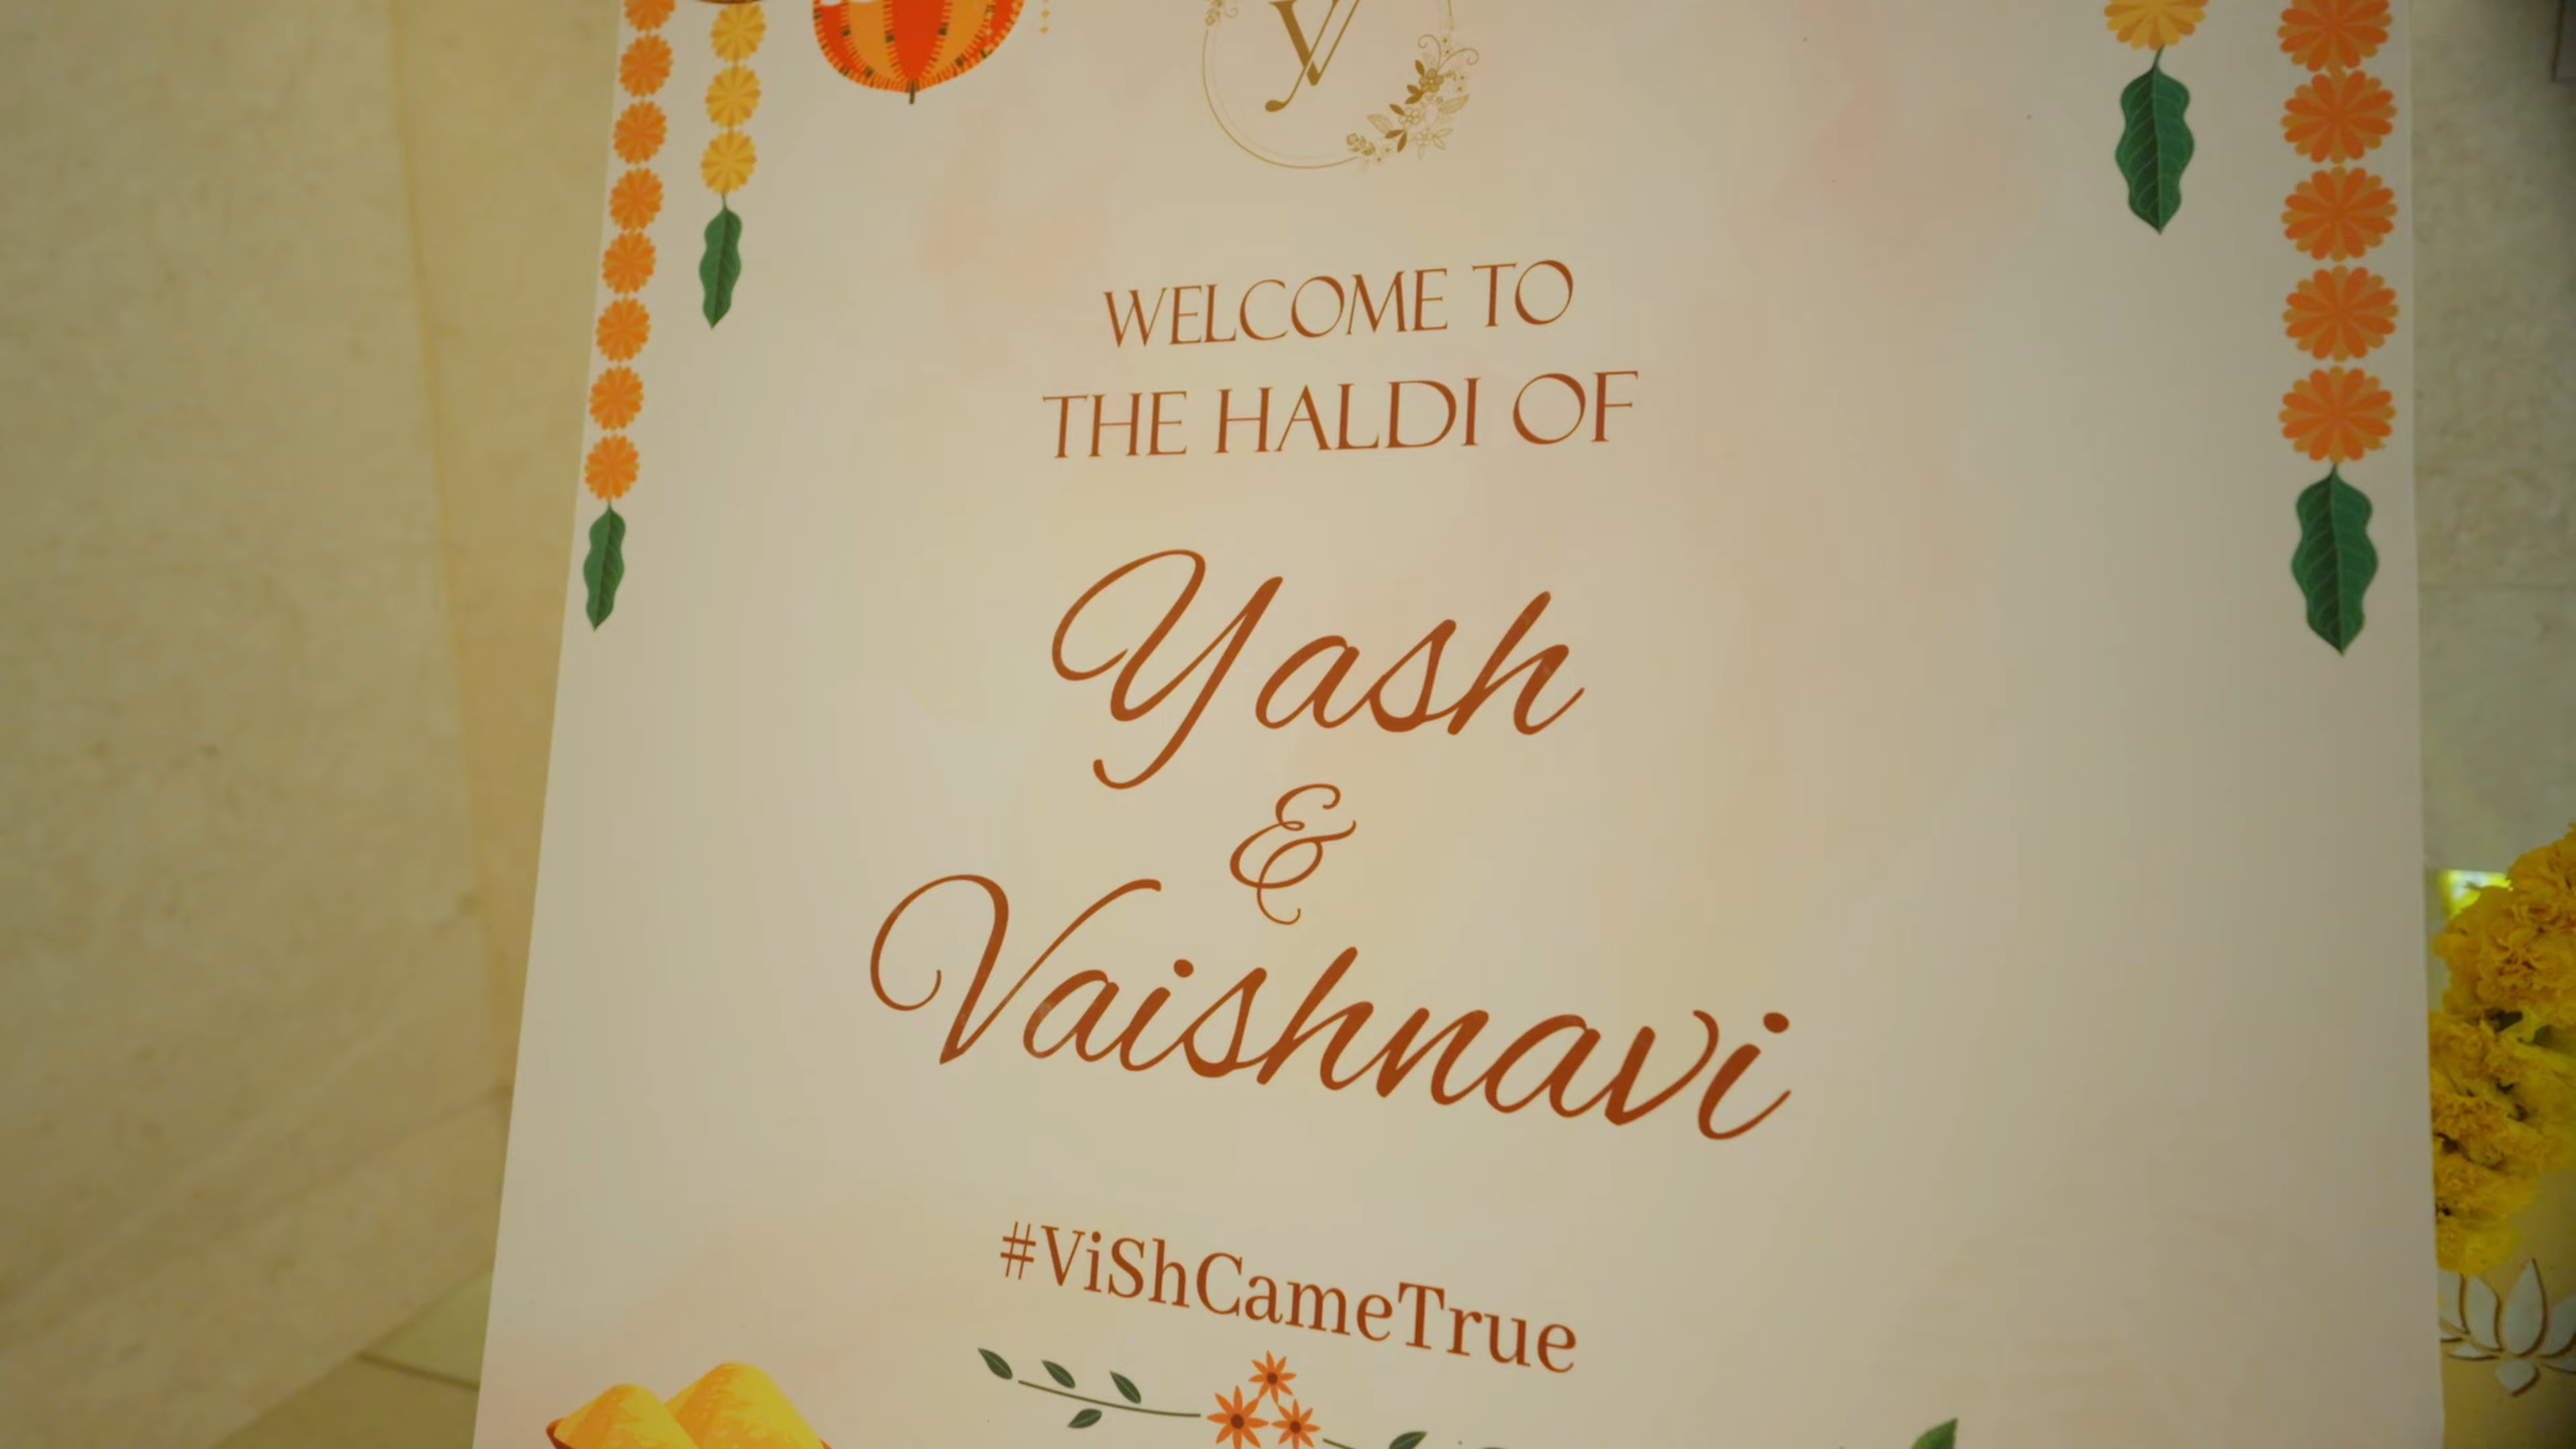 WELCOME TO
THE HALDI OF
Yash
&
Vaishnavi
#ViShCameTrue